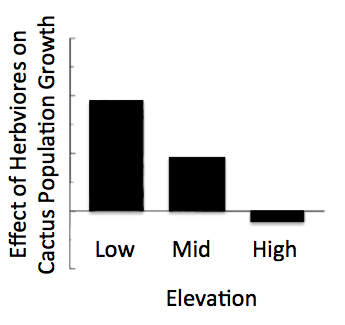 Effect of Herbviores on
Cactus Population Growth
Low Mid High
Elevation